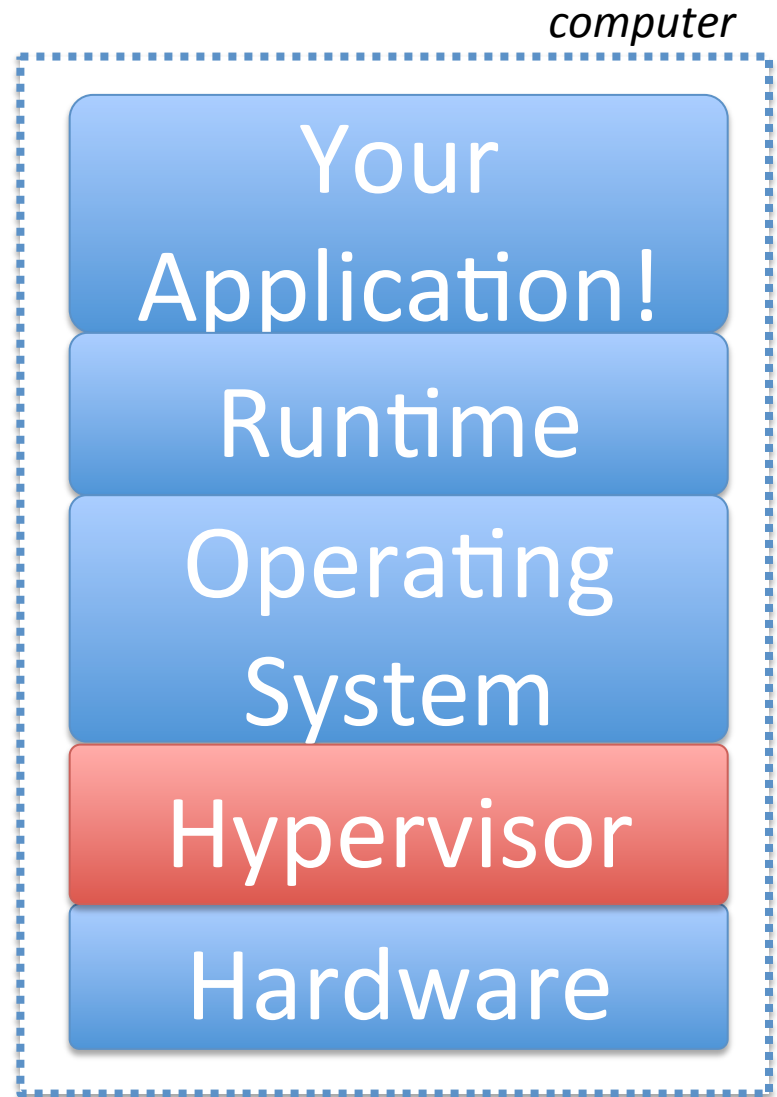 computer
Your
Application!
Runtime
Operating
System
Hypervisor
Hardware